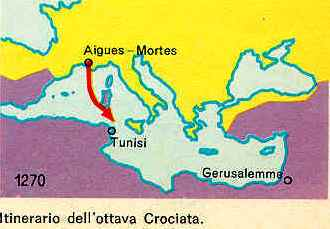 Aigues - Mortes
Tunisi
Gerusalemme
1270
Itinerario dell'ottava Crociata.